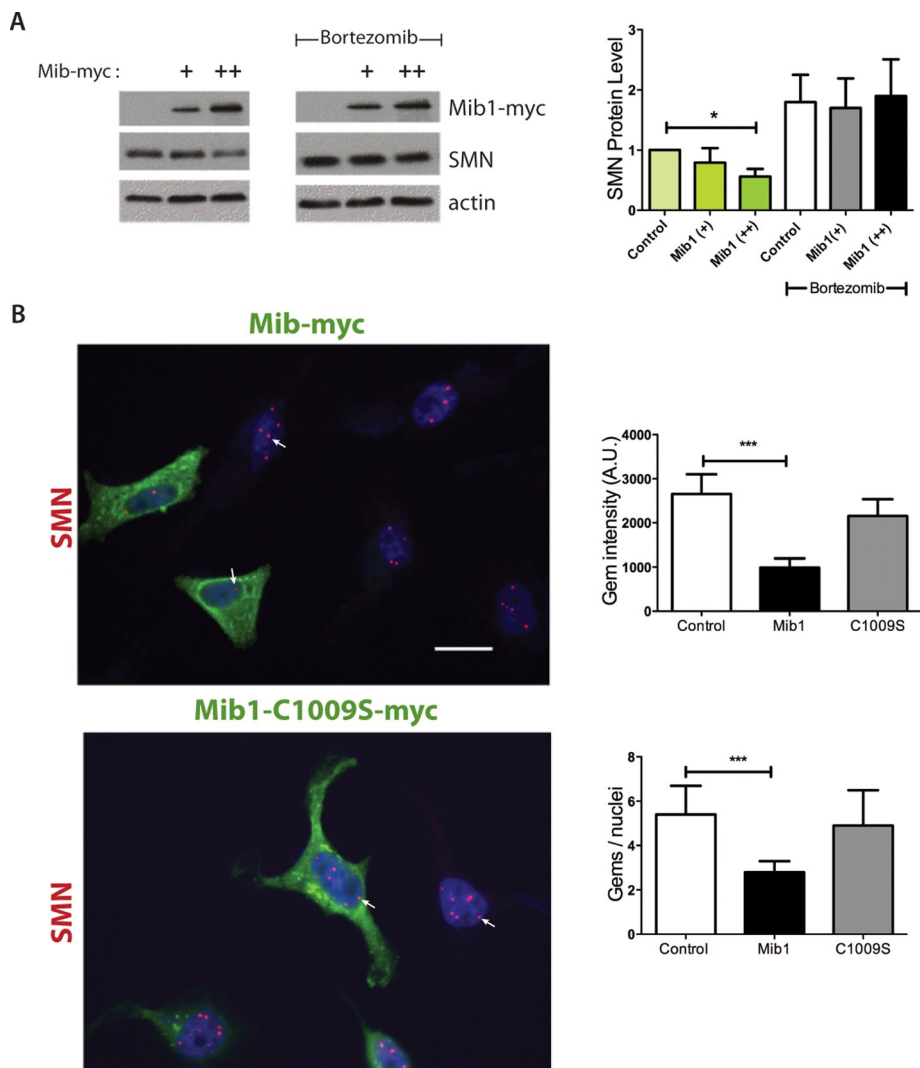 A
Bortezomib
Mib-myc : + ++ + ++
Mib1-myc
SMN
actin
SMN Protein Level
3
2
1
0
*
Control
Mib1 (+)
Mib1 (++)
Control
Mib1(+)
Mib1 (++)
Bortezomib
B
Mib-myc
SMN
Gem intensity (A.U.)
4000
3000
2000
1000
0
***
Control Mib1 C1009S
Mib1-C1009S-myc
SMN
Gems / nuclei
8
6
4
2
0
***
Control Mib1 C1009S